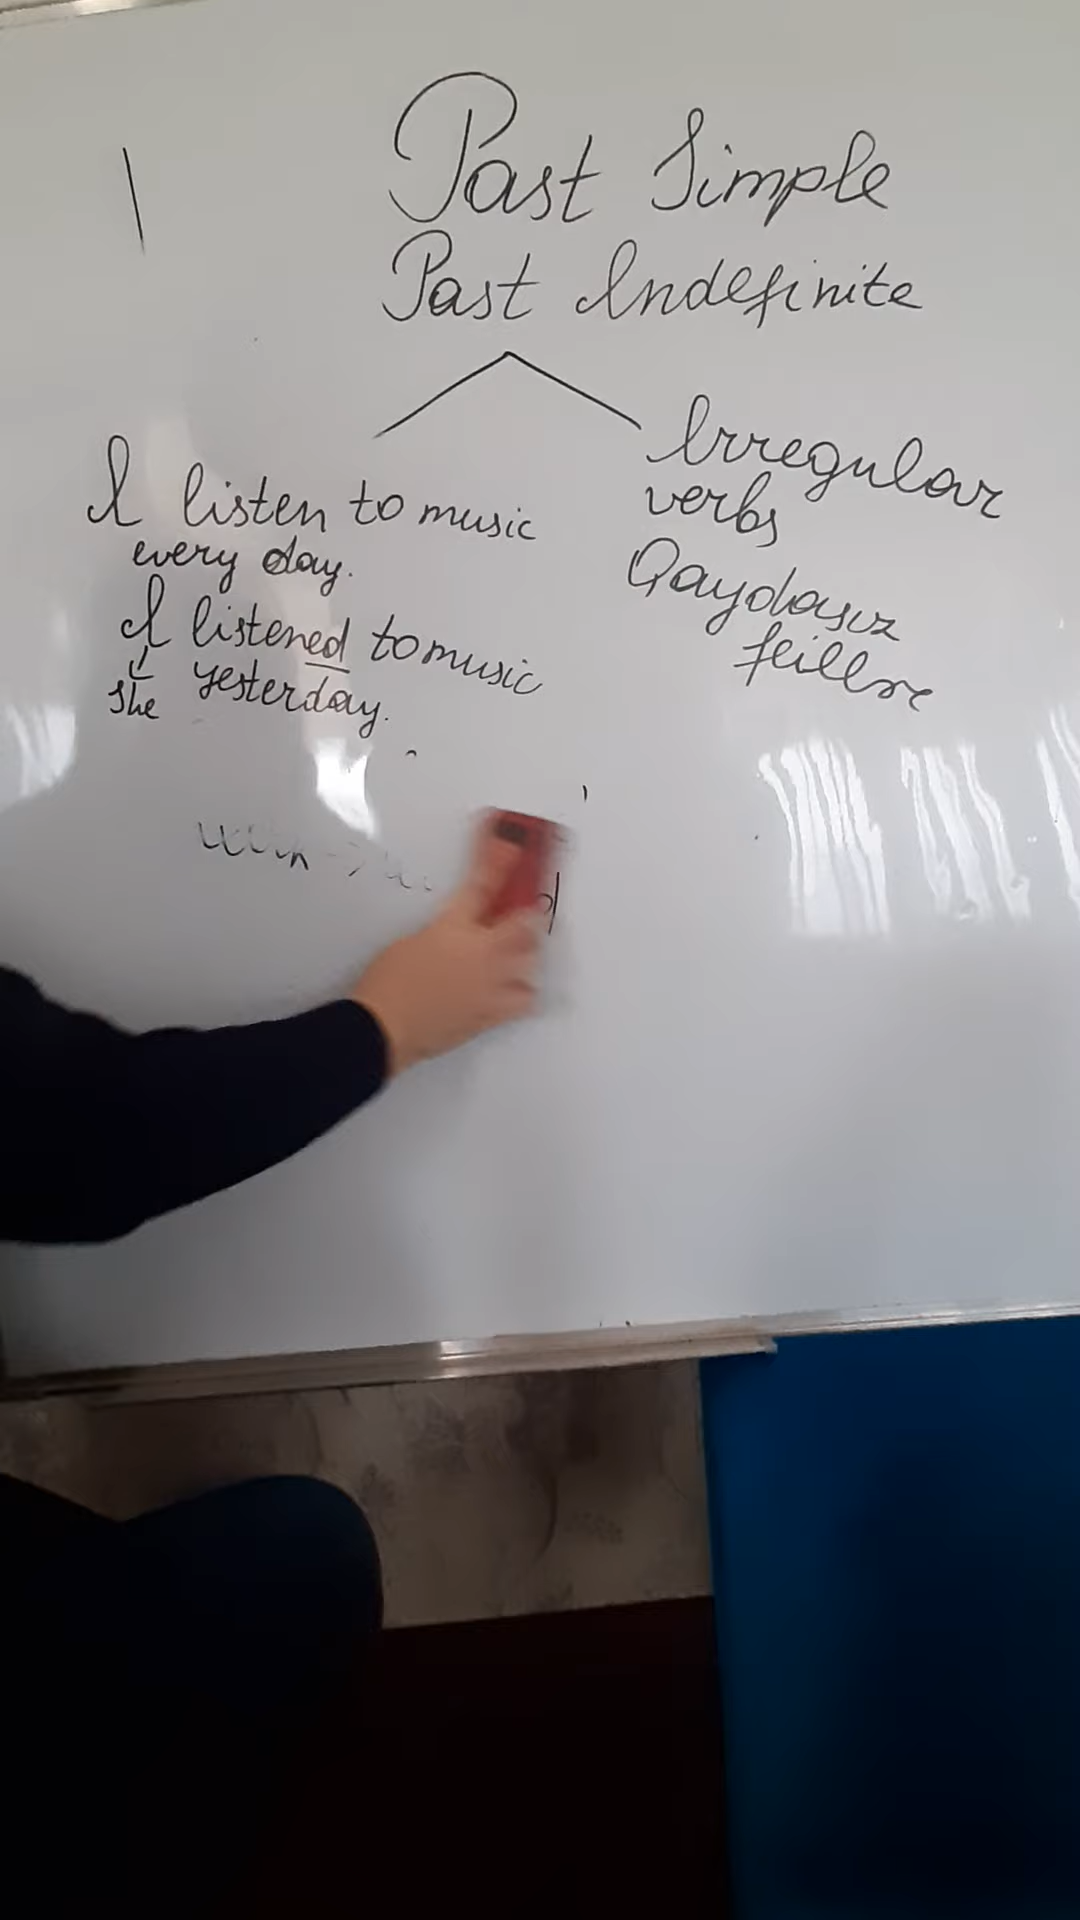 Past Simple
Past Indefinite
I listen to music
every day.
I listened to music
she yesterday.
Irregular
verbs
Qaydasız
feillər